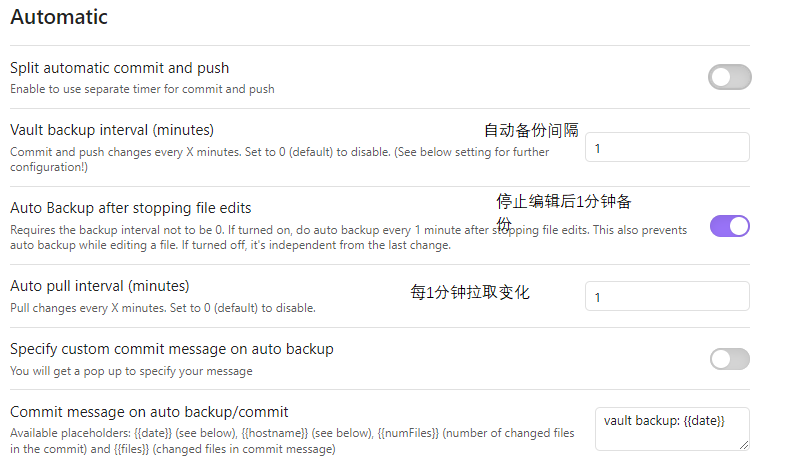 Automatic
Split automatic commit and push
Enable to use separate timer for commit and push
Vault backup interval (minutes)
自动备份间隔
Commit and push changes every X minutes. Set to 0 (default) to disable. (See below setting for further
configuration!)
1
Auto Backup after stopping file edits
停止编辑后1分钟备
份
Requires the backup interval not to be 0. If turned on, do auto backup every 1 minute after stopping file edits. This also prevents
auto backup while editing a file. If turned off, it's independent from the last change.
Auto pull interval (minutes)
每1分钟拉取变化
1
Pull changes every X minutes. Set to 0 (default) to disable.
Specify custom commit message on auto backup
You will get a pop up to specify your message
Commit message on auto backup/commit
vault backup: {{date}}
Available placeholders: {{date}} (see below), {{hostname}} (see below), {{numFiles}} (number of changed files
in the commit) and {{files}} (changed files in commit message)